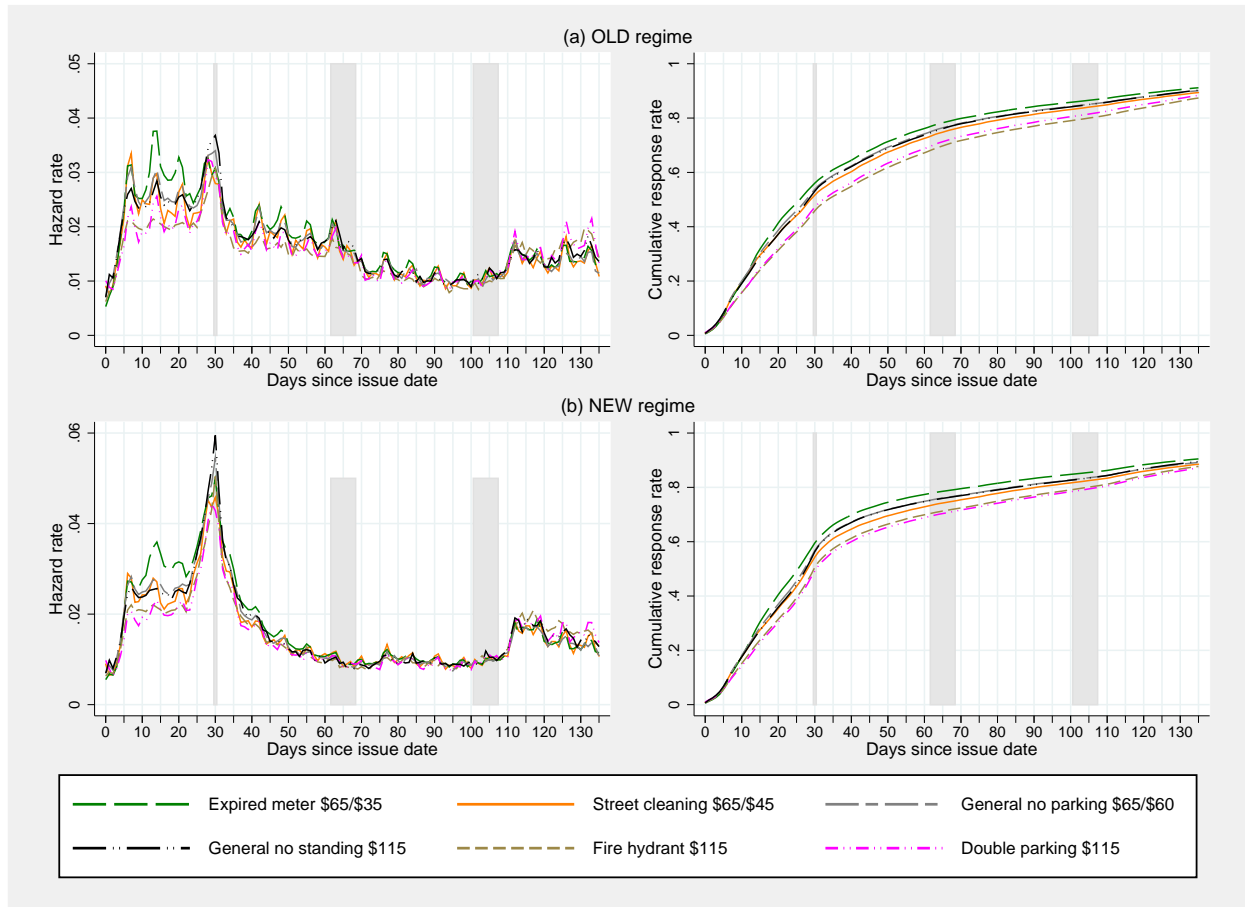 (a) OLD regime
.05
.04
.03
.02
.01
0
Hazard rate
0 10 20 30 40 50 60 70 80 90 100 110 120 130
Days since issue date
1
.8
.6
.4
.2
0
Cumulative response rate
0 10 20 30 40 50 60 70 80 90 100 110 120 130
Days since issue date
(b) NEW regime
.06
.04
.02
0
Hazard rate
0 10 20 30 40 50 60 70 80 90 100 110 120 130
Days since issue date
1
.8
.6
.4
.2
0
Cumulative response rate
0 10 20 30 40 50 60 70 80 90 100 110 120 130
Days since issue date
Expired meter $65/$35 Street cleaning $65/$45 General no parking $65/$60
General no standing $115 Fire hydrant $115 Double parking $115